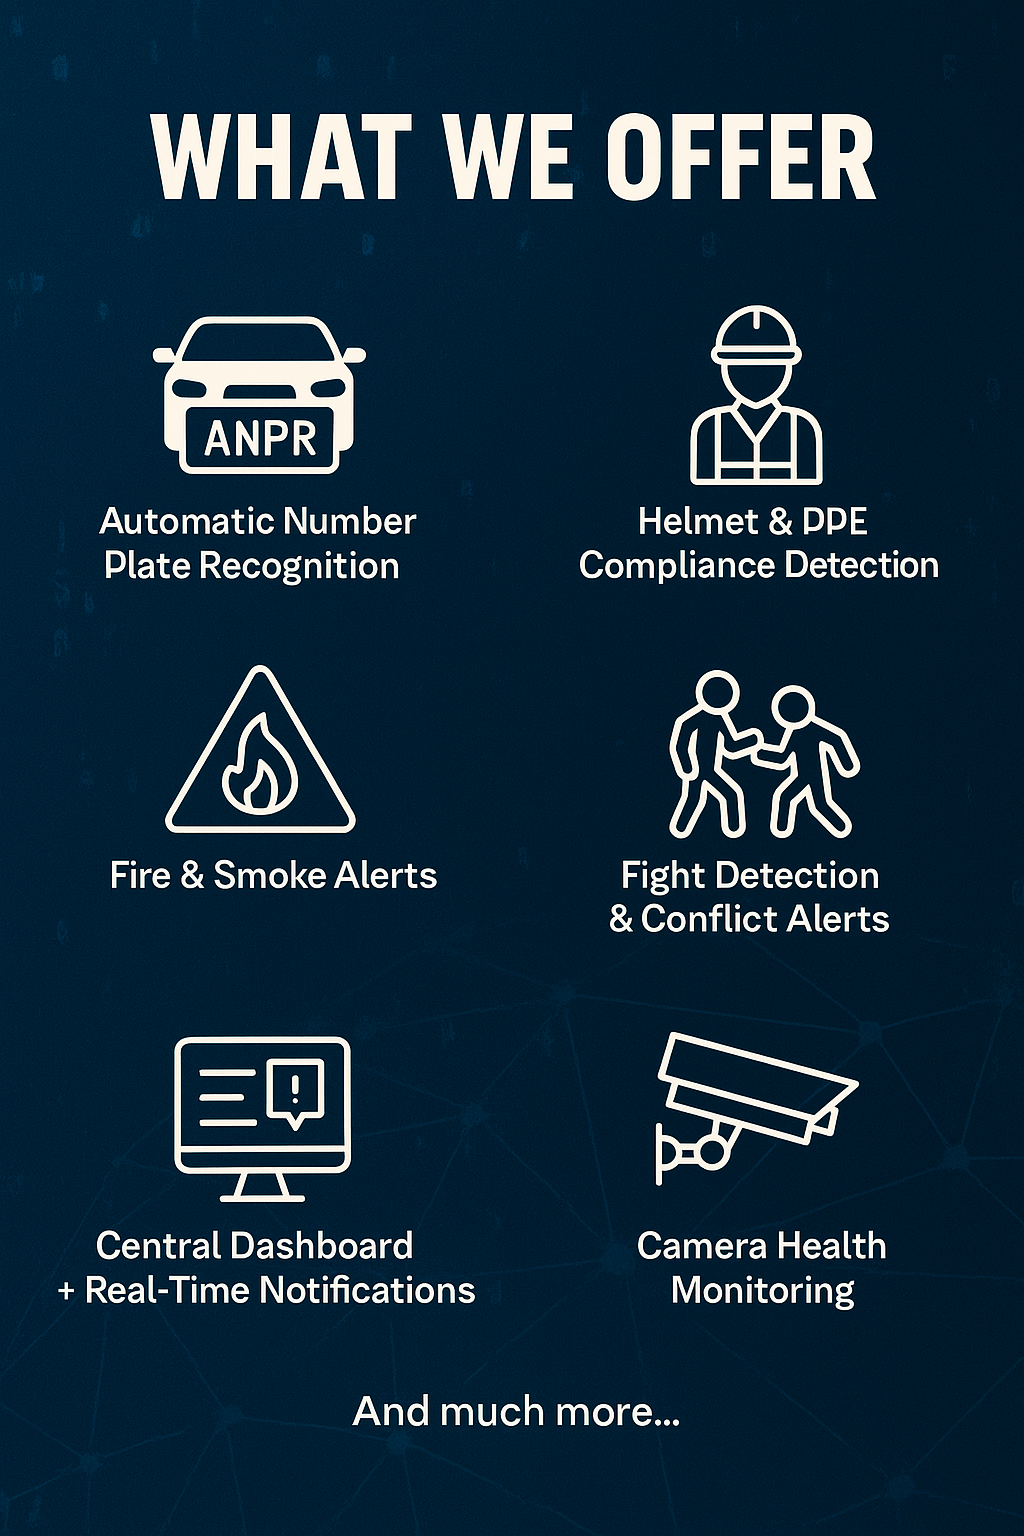 WHAT WE OFFER
ANPR
Automatic Number
Plate Recognition
Helmet & PPE
Compliance Detection
Fire & Smoke Alerts
Fight Detection
& Conflict Alerts
!
Central Dashboard
+ Real-Time Notifications
Camera Health
Monitoring
And much more...